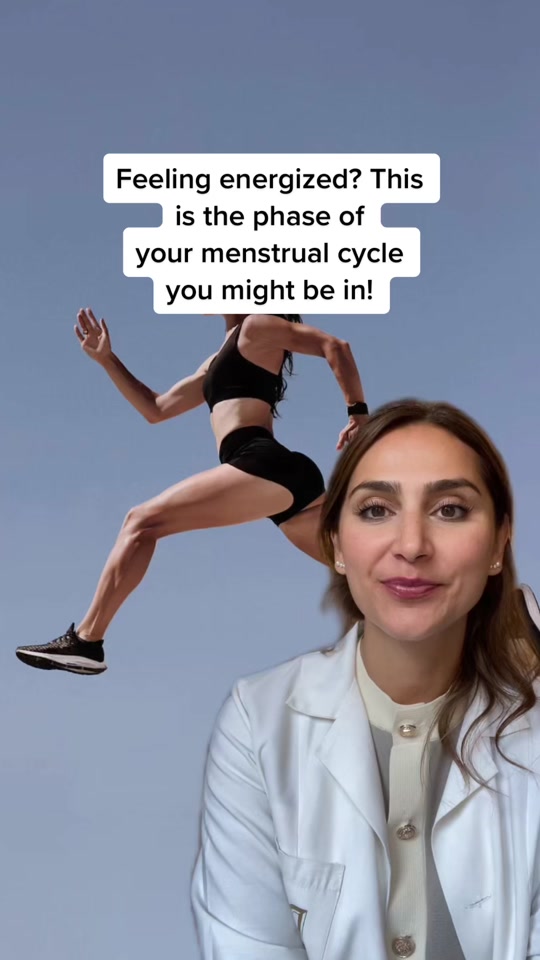 Feeling energized? This
is the phase of
your menstrual cycle
you might be in!